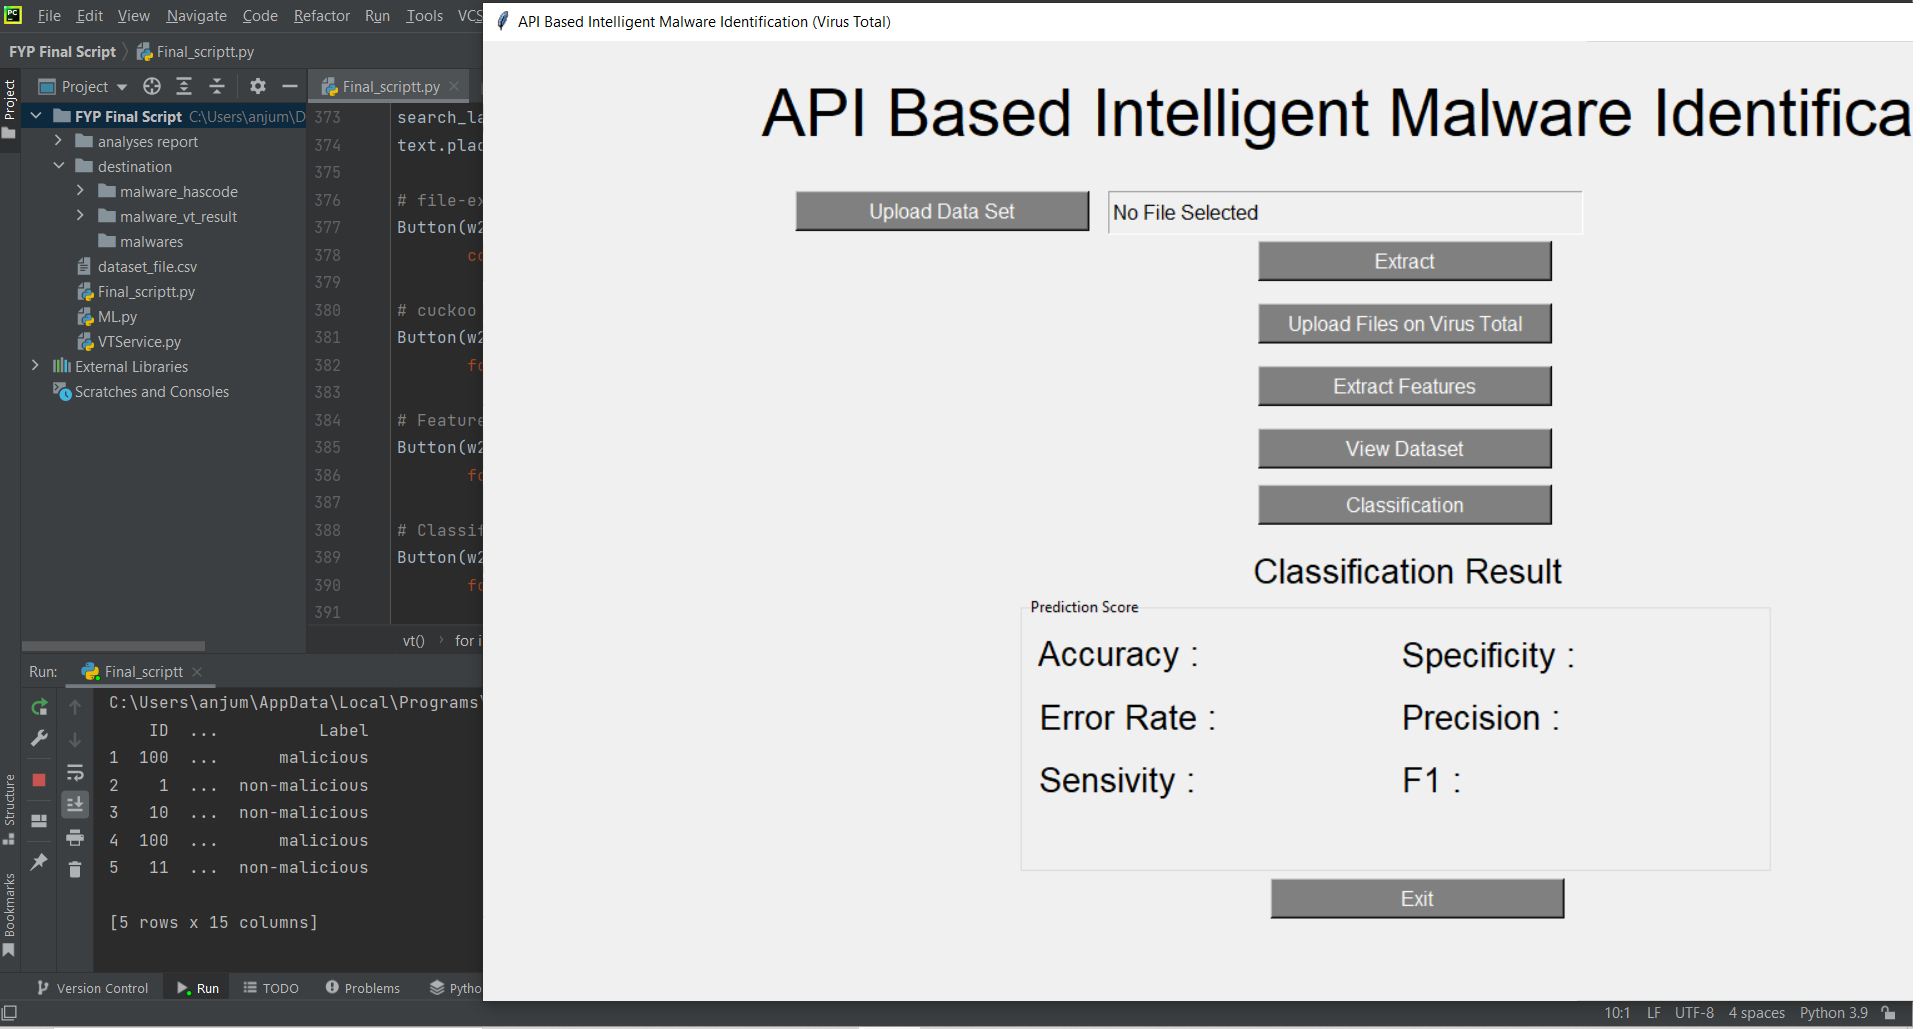 PC File Edit View Navigate Code Refactor Run Tools VCS
API Based Intelligent Malware Identification (Virus Total)
FYP Final Script Final_scriptt.py
Project
Project
Final_scriptt.py
FYP Final Script C:\Users\anjum\D
analyses report
destination
malware_hascode
malware_vt_result
malwares
dataset_file.csv
Final_scriptt.py
ML.py
VTService.py
External Libraries
Scratches and Consoles
373 search_la
374 text.plac
375
376 # file-ex
377 Button(w2
378 co
379
380 # cuckoo
381 Button(w2
382 fo
383
384 # Feature
385 Button(w2
386 fo
387
388 # Classif
389 Button(w2
390 fo
391
vt() for i
API Based Intelligent Malware Identifica
Upload Data Set
No File Selected
Extract
Upload Files on Virus Total
Extract Features
View Dataset
Classification
Classification Result
Prediction Score
Accuracy : Specificity :
Error Rate : Precision :
Sensivity : F1 :
Exit
Run: Final_scriptt
C:\Users\anjum\AppData\Local\Programs\
ID ... Label
1 100 ... malicious
2 1 ... non-malicious
3 10 ... non-malicious
4 100 ... malicious
5 11 ... non-malicious
[5 rows x 15 columns]
Structure
Bookmarks
Version Control Run TODO Problems Pytho
10:1 LF UTF-8 4 spaces Python 3.9